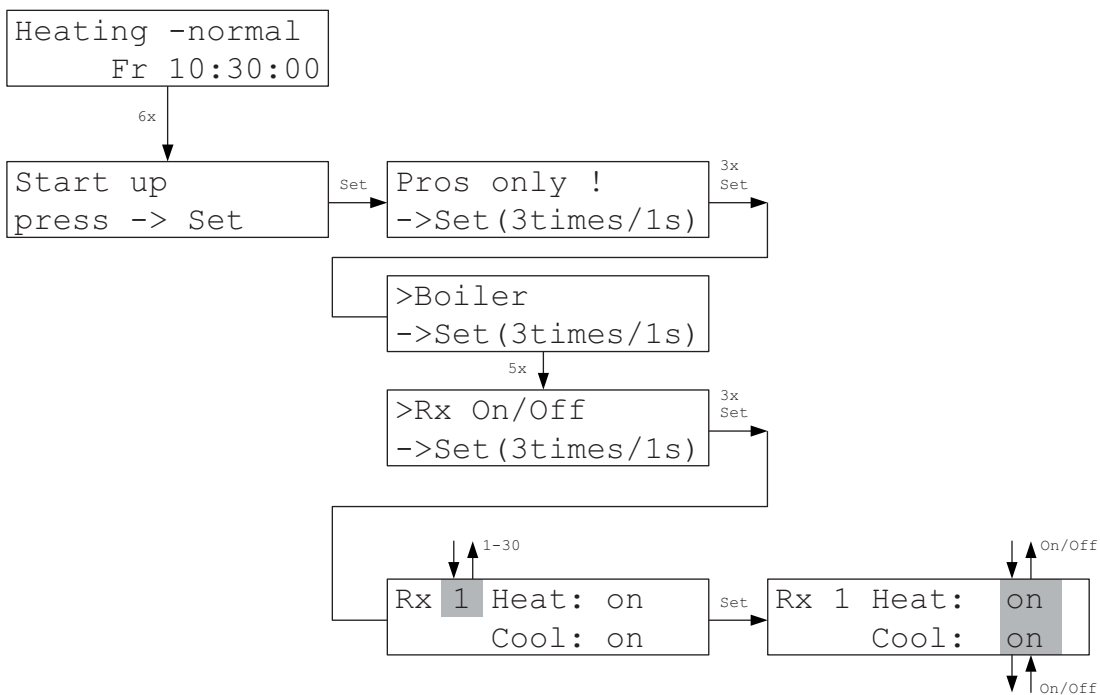 Heating -normal
Fr 10:30:00
6x
Start up
press -> Set
Set
Pros only !
->Set(3times/1s)
3x
Set
>Boiler
->Set(3times/1s)
5x
>Rx On/Off
->Set(3times/1s)
3x
Set
1-30
Rx 1 Heat: on
Cool: on
Set
On/Off
Rx 1 Heat: on
Cool: on
On/Off